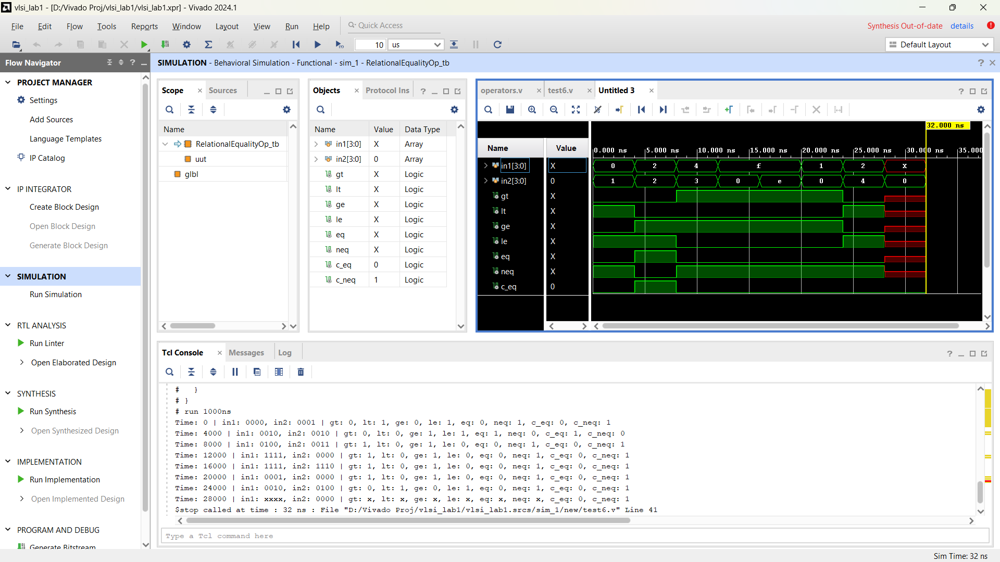 vlsi_lab1 - [D:/Vivado Proj/vlsi_lab1/vlsi_lab1.xpr] - Vivado 2024.1
File Edit Flow Tools Reports Window Layout View Run Help Quick Access
Synthesis Out-of-date details
10 us
Default Layout
Flow Navigator
SIMULATION - Behavioral Simulation - Functional - sim_1 - RelationalEqualityOp_tb
PROJECT MANAGER
Settings
Add Sources
Language Templates
IP Catalog
IP INTEGRATOR
Create Block Design
Open Block Design
Generate Block Design
SIMULATION
Run Simulation
RTL ANALYSIS
Run Linter
Open Elaborated Design
SYNTHESIS
Run Synthesis
Open Synthesized Design
IMPLEMENTATION
Run Implementation
Open Implemented Design
PROGRAM AND DEBUG
Generate Bitstream
Scope Sources
Name
RelationalEqualityOp_tb
uut
glbl
Objects Protocol Ins
Name Value Data Type
in1[3:0] X Array
in2[3:0] 0 Array
gt X Logic
lt X Logic
ge X Logic
le X Logic
eq X Logic
neq X Logic
c_eq 0 Logic
c_neq 1 Logic
operators.v test6.v Untitled 3
32.000 ns
Name Value
0.000 ns 5.000 ns 10.000 ns 15.000 ns 20.000 ns 25.000 ns 30.000 ns 35.000
in1[3:0] X 0 2 4 f 1 2 X
in2[3:0] 0 1 2 3 0 e 0 4 0
gt X
lt X
ge X
le X
eq X
neq X
c_eq 0
Tcl Console Messages Log
# }
# }
# run 1000ns
Time: 0 | in1: 0000, in2: 0001 | gt: 0, lt: 1, ge: 0, le: 1, eq: 0, neq: 1, c_eq: 0, c_neq: 1
Time: 4000 | in1: 0010, in2: 0010 | gt: 0, lt: 0, ge: 1, le: 1, eq: 1, neq: 0, c_eq: 1, c_neq: 0
Time: 8000 | in1: 0100, in2: 0011 | gt: 1, lt: 0, ge: 1, le: 0, eq: 0, neq: 1, c_eq: 0, c_neq: 1
Time: 12000 | in1: 1111, in2: 0000 | gt: 1, lt: 0, ge: 1, le: 0, eq: 0, neq: 1, c_eq: 0, c_neq: 1
Time: 16000 | in1: 1111, in2: 1110 | gt: 1, lt: 0, ge: 1, le: 0, eq: 0, neq: 1, c_eq: 0, c_neq: 1
Time: 20000 | in1: 0001, in2: 0000 | gt: 1, lt: 0, ge: 1, le: 0, eq: 0, neq: 1, c_eq: 0, c_neq: 1
Time: 24000 | in1: 0010, in2: 0100 | gt: 0, lt: 1, ge: 0, le: 1, eq: 0, neq: 1, c_eq: 0, c_neq: 1
Time: 28000 | in1: xxxx, in2: 0000 | gt: x, lt: x, ge: x, le: x, eq: x, neq: x, c_eq: 0, c_neq: 1
$stop called at time : 32 ns : File "D:/Vivado Proj/vlsi_lab1/vlsi_lab1.srcs/sim_1/new/test6.v" Line 41
Type a Tcl command here
Sim Time: 32 ns